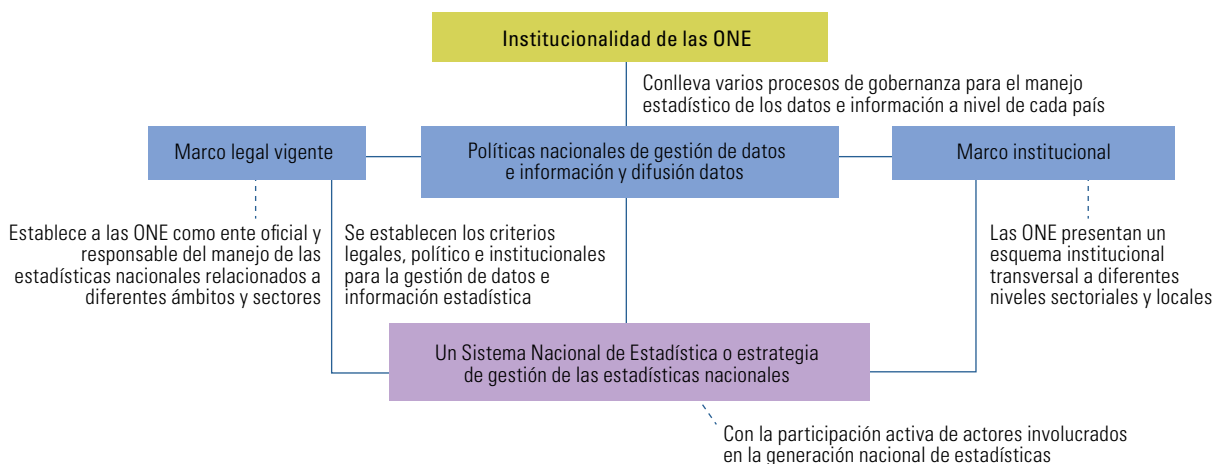 Institucionalidad de las ONE
Conlleva varios procesos de gobernanza para el manejo
estadístico de los datos e información a nivel de cada país
Marco legal vigente
Políticas nacionales de gestión de datos
e información y difusión datos
Marco institucional
Establece a las ONE como ente oficial y
responsable del manejo de las
estadísticas nacionales relacionados a
diferentes ámbitos y sectores
Se establecen los criterios
legales, político e institucionales
para la gestión de datos e
información estadística
Las ONE presentan un
esquema institucional
transversal a diferentes
niveles sectoriales y locales
Un Sistema Nacional de Estadística o estrategia
de gestión de las estadísticas nacionales
Con la participación activa de actores involucrados
en la generación nacional de estadísticas